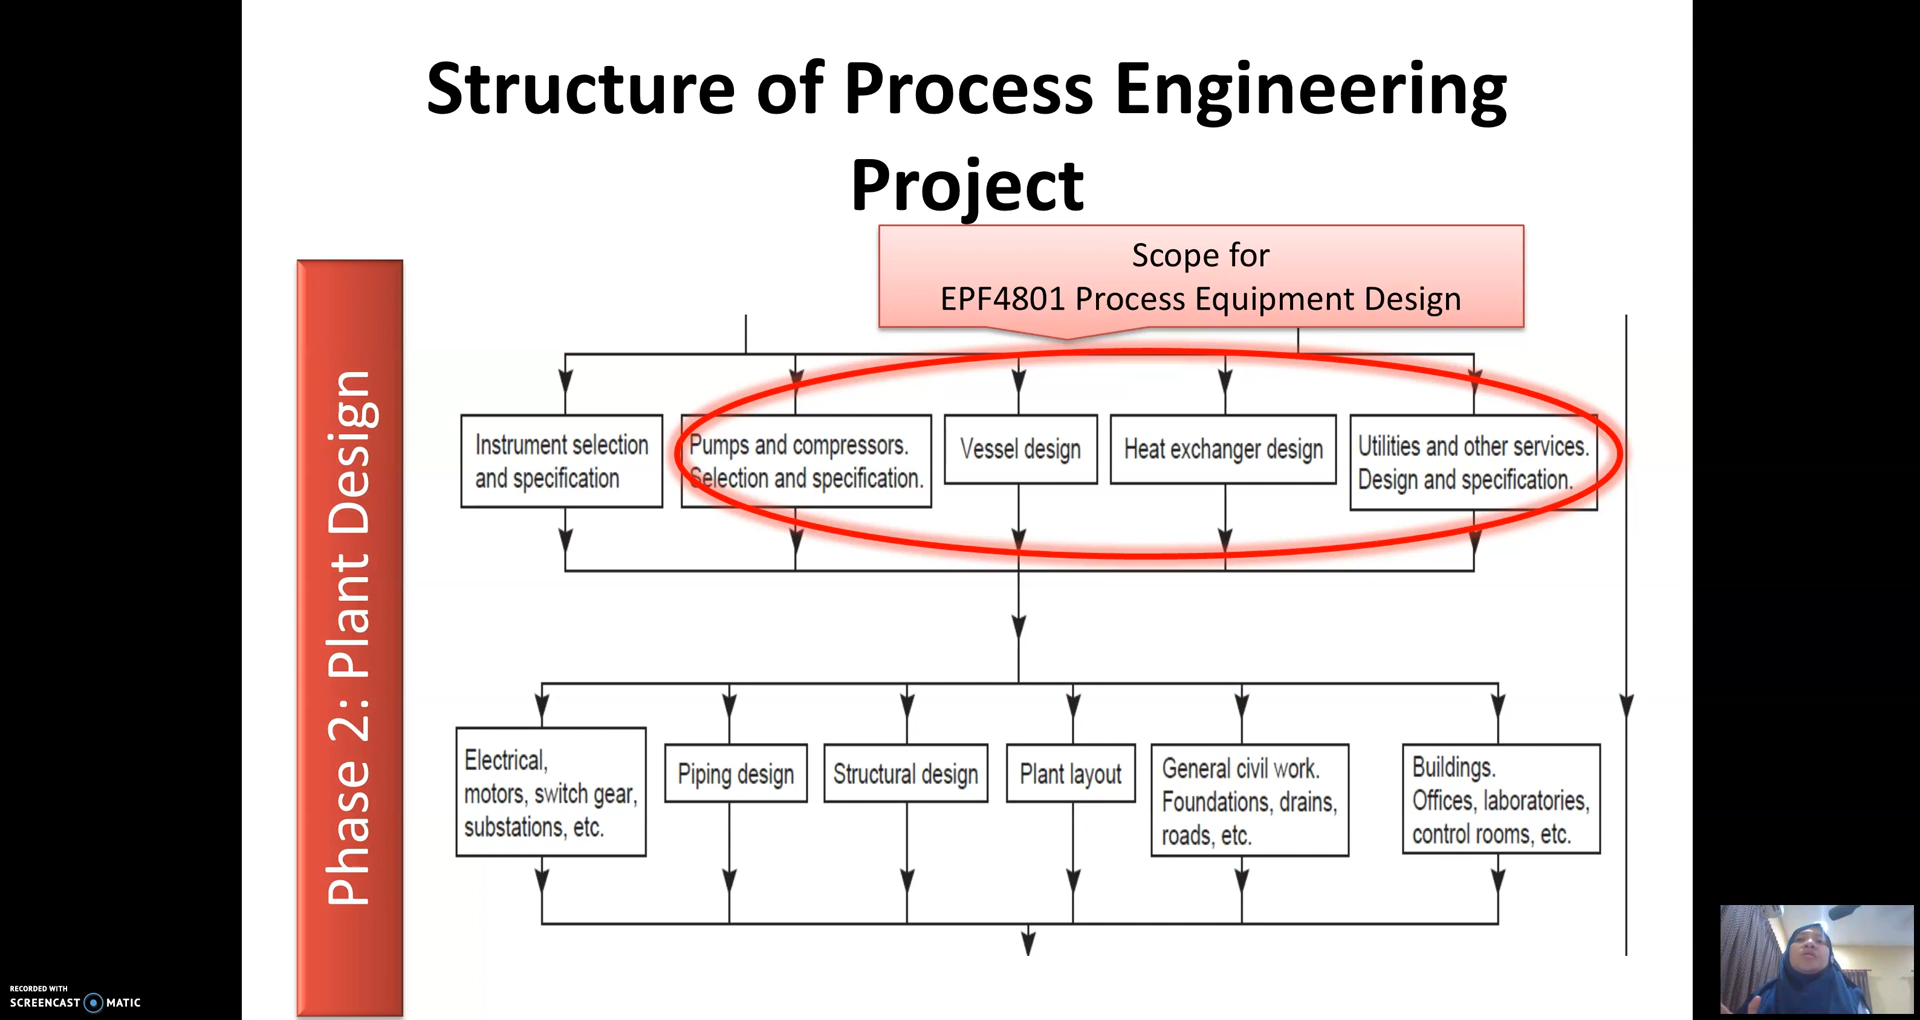 Structure of Process Engineering
Project
Scope for
EPF4801 Process Equipment Design
Phase 2: Plant Design
Instrument selection
and specification
Pumps and compressors.
Selection and specification.
Vessel design
Heat exchanger design
Utilities and other services.
Design and specification.
Electrical,
motors, switch gear,
substations, etc.
Piping design
Structural design
Plant layout
General civil work.
Foundations, drains,
roads, etc.
Buildings.
Offices, laboratories,
control rooms, etc.
RECORDED WITH
SCREENCAST MATIC